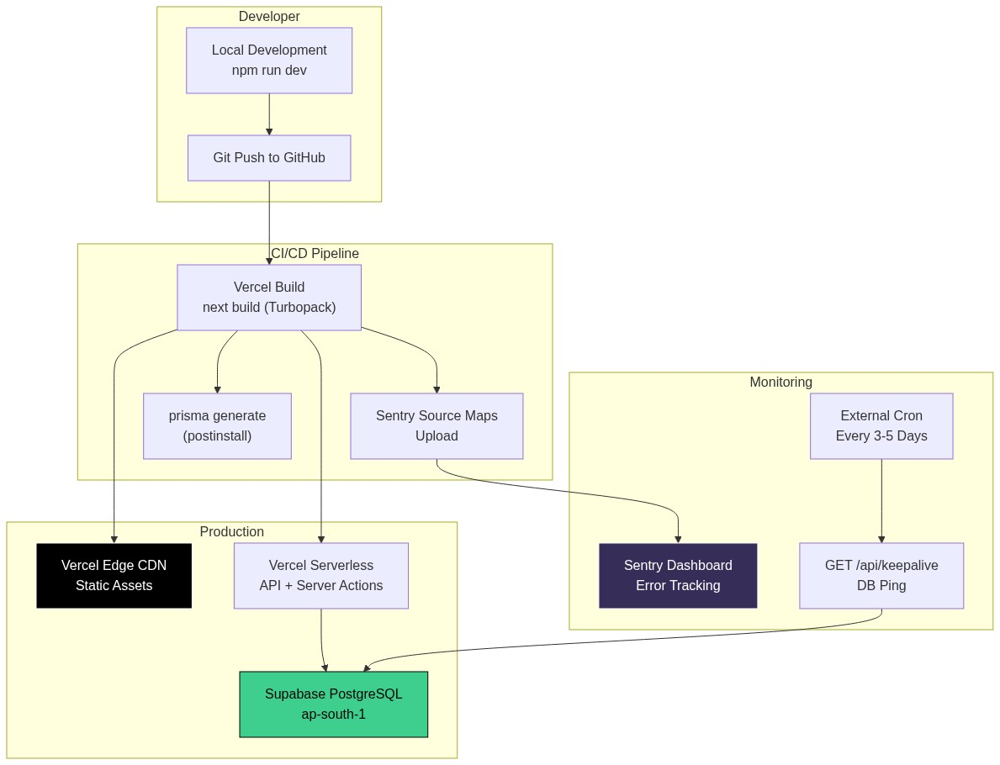 Developer
Local Development
npm run dev
Git Push to GitHub
CI/CD Pipeline
Vercel Build
next build (Turbopack)
prisma generate
(postinstall)
Sentry Source Maps
Upload
Monitoring
External Cron
Every 3-5 Days
Production
Vercel Edge CDN
Static Assets
Vercel Serverless
API + Server Actions
Sentry Dashboard
Error Tracking
GET /api/keepalive
DB Ping
Supabase PostgreSQL
ap-south-1